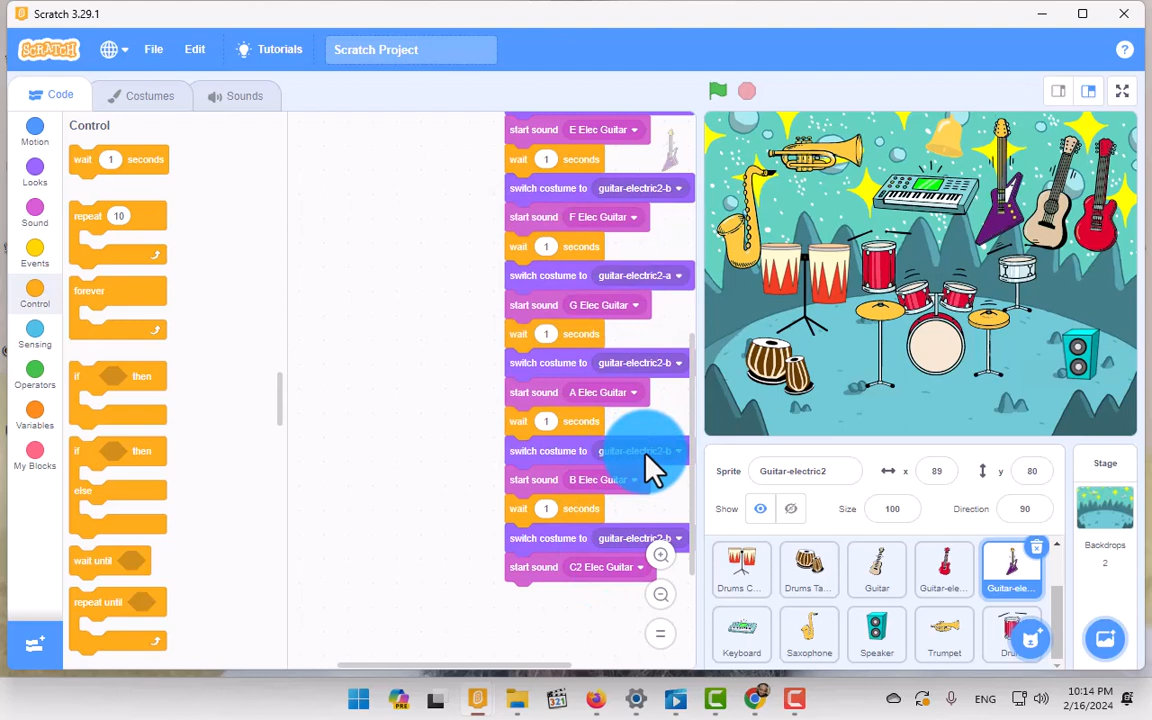 Scratch 3.29.1
SCRATCH
File
Edit
Tutorials
Scratch Project
?
Code
Costumes
Sounds
Motion
Looks
Sound
Events
Control
Sensing
Operators
Variables
My Blocks
Control
wait 1 seconds
repeat 10
forever
if then
if then
else
wait until
repeat until
start sound E Elec Guitar
wait 1 seconds
switch costume to guitar-electric2-b
start sound F Elec Guitar
wait 1 seconds
switch costume to guitar-electric2-a
start sound G Elec Guitar
wait 1 seconds
switch costume to guitar-electric2-b
start sound A Elec Guitar
wait 1 seconds
switch costume to guitar-electric2-b
start sound B Elec Guitar
wait 1 seconds
switch costume to guitar-electric2-b
start sound C2 Elec Guitar
Sprite Guitar-electric2 x 89 y 80
Show Size 100 Direction 90
Drums C...
Drums Ta...
Guitar
Guitar-ele...
Guitar-ele...
Keyboard
Saxophone
Speaker
Trumpet
Stage
Backdrops
2
PRE
321
ENG
10:14 PM
2/16/2024